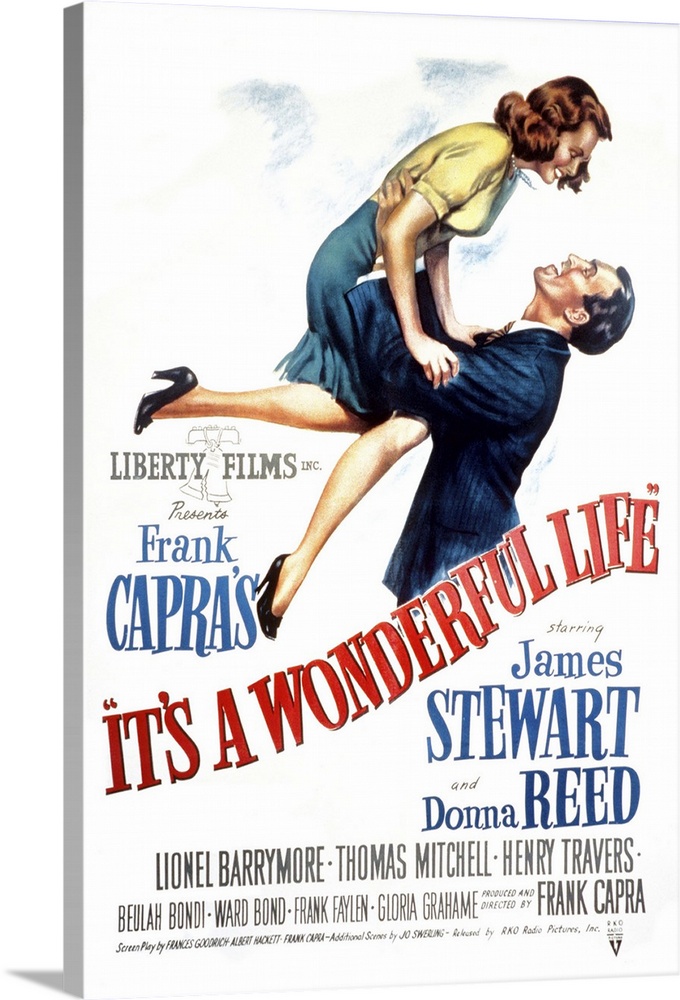 LIBERTY FILMS INC.
Presents
Frank
CAPRA'S
"IT'S A WONDERFUL LIFE"
starring
James
STEWART
and
Donna REED
LIONEL BARRYMORE · THOMAS MITCHELL · HENRY TRAVERS ·
BEULAH BONDI · WARD BOND · FRANK FAYLEN · GLORIA GRAHAME PRODUCED AND DIRECTED BY FRANK CAPRA
Screen Play by FRANCES GOODRICH · ALBERT HACKETT · FRANK CAPRA – Additional Scenes by JO SWERLING – Released by RKO Radio Pictures, Inc.
RKO
RADIO